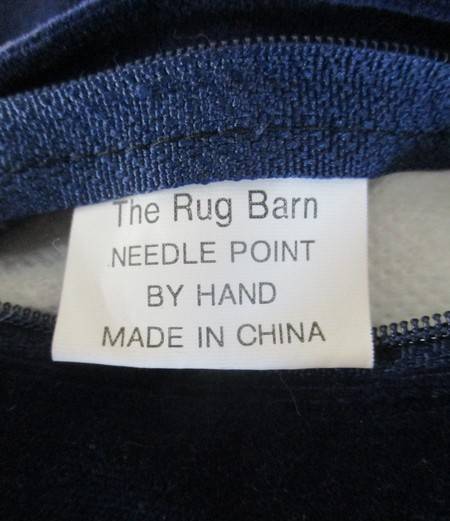 The Rug Barn
NEEDLE POINT
BY HAND
MADE IN CHINA